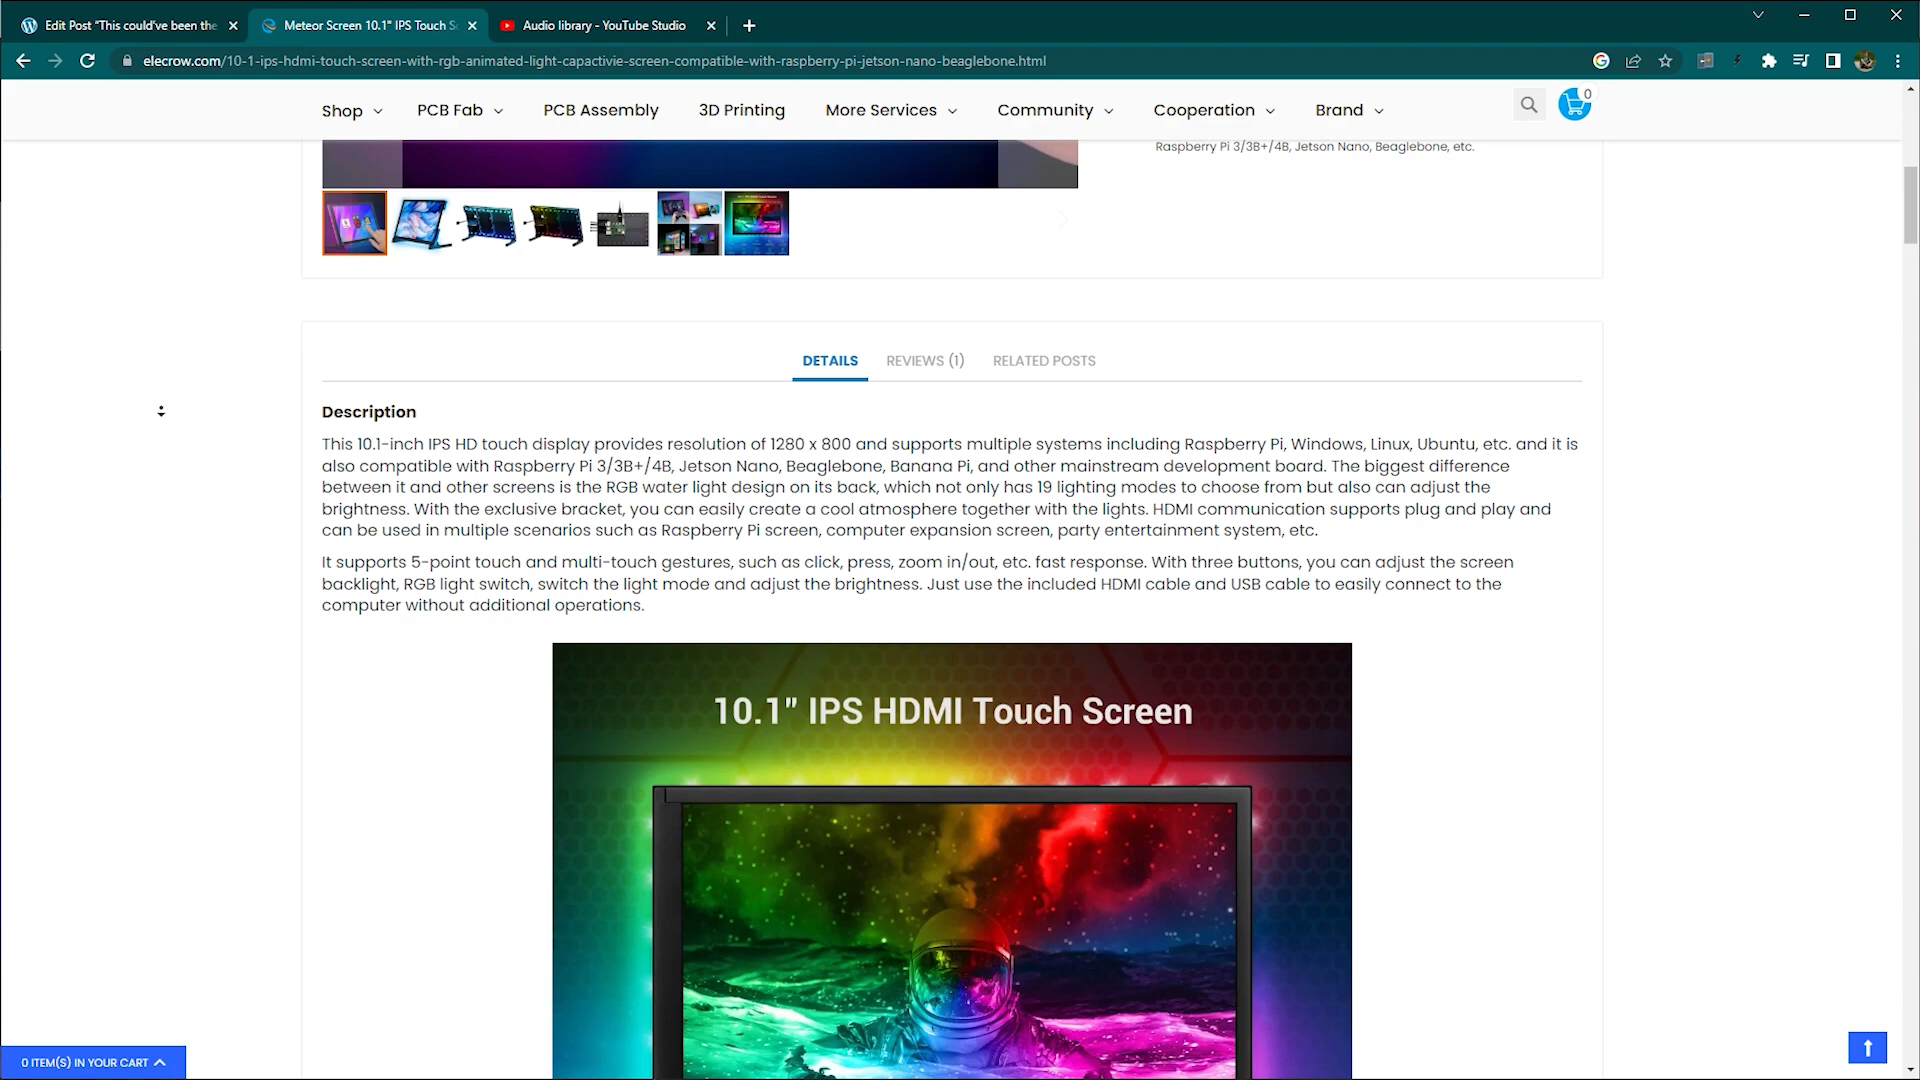 Edit Post "This could've been the
Meteor Screen 10.1" IPS Touch Sc
Audio library - YouTube Studio
elecrow.com/10-1-ips-hdmi-touch-screen-with-rgb-animated-light-capactivie-screen-compatible-with-raspberry-pi-jetson-nano-beaglebone.html
Shop
PCB Fab
PCB Assembly
3D Printing
More Services
Community
Cooperation
Brand
0
Raspberry Pi 3/3B+/4B, Jetson Nano, Beaglebone, etc.
DETAILS
REVIEWS (1)
RELATED POSTS
Description
This 10.1-inch IPS HD touch display provides resolution of 1280 x 800 and supports multiple systems including Raspberry Pi, Windows, Linux, Ubuntu, etc. and it is
also compatible with Raspberry Pi 3/3B+/4B, Jetson Nano, Beaglebone, Banana Pi, and other mainstream development board. The biggest difference
between it and other screens is the RGB water light design on its back, which not only has 19 lighting modes to choose from but also can adjust the
brightness. With the exclusive bracket, you can easily create a cool atmosphere together with the lights. HDMI communication supports plug and play and
can be used in multiple scenarios such as Raspberry Pi screen, computer expansion screen, party entertainment system, etc.
It supports 5-point touch and multi-touch gestures, such as click, press, zoom in/out, etc. fast response. With three buttons, you can adjust the screen
backlight, RGB light switch, switch the light mode and adjust the brightness. Just use the included HDMI cable and USB cable to easily connect to the
computer without additional operations.
10.1" IPS HDMI Touch Screen
0 ITEM(S) IN YOUR CART